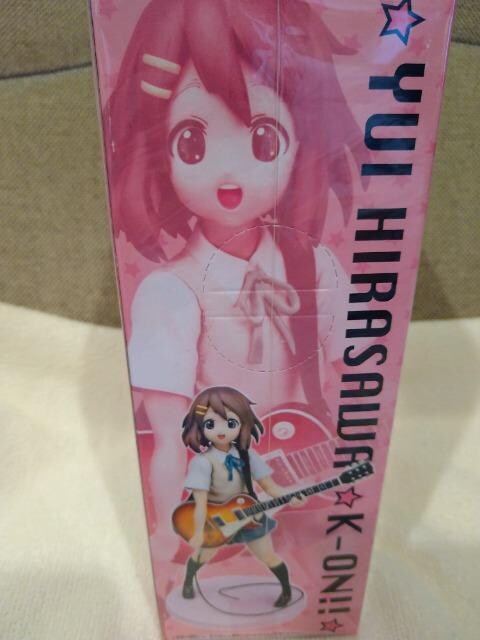 ★ YUI HIRASAWA ★ K-ON!! ★